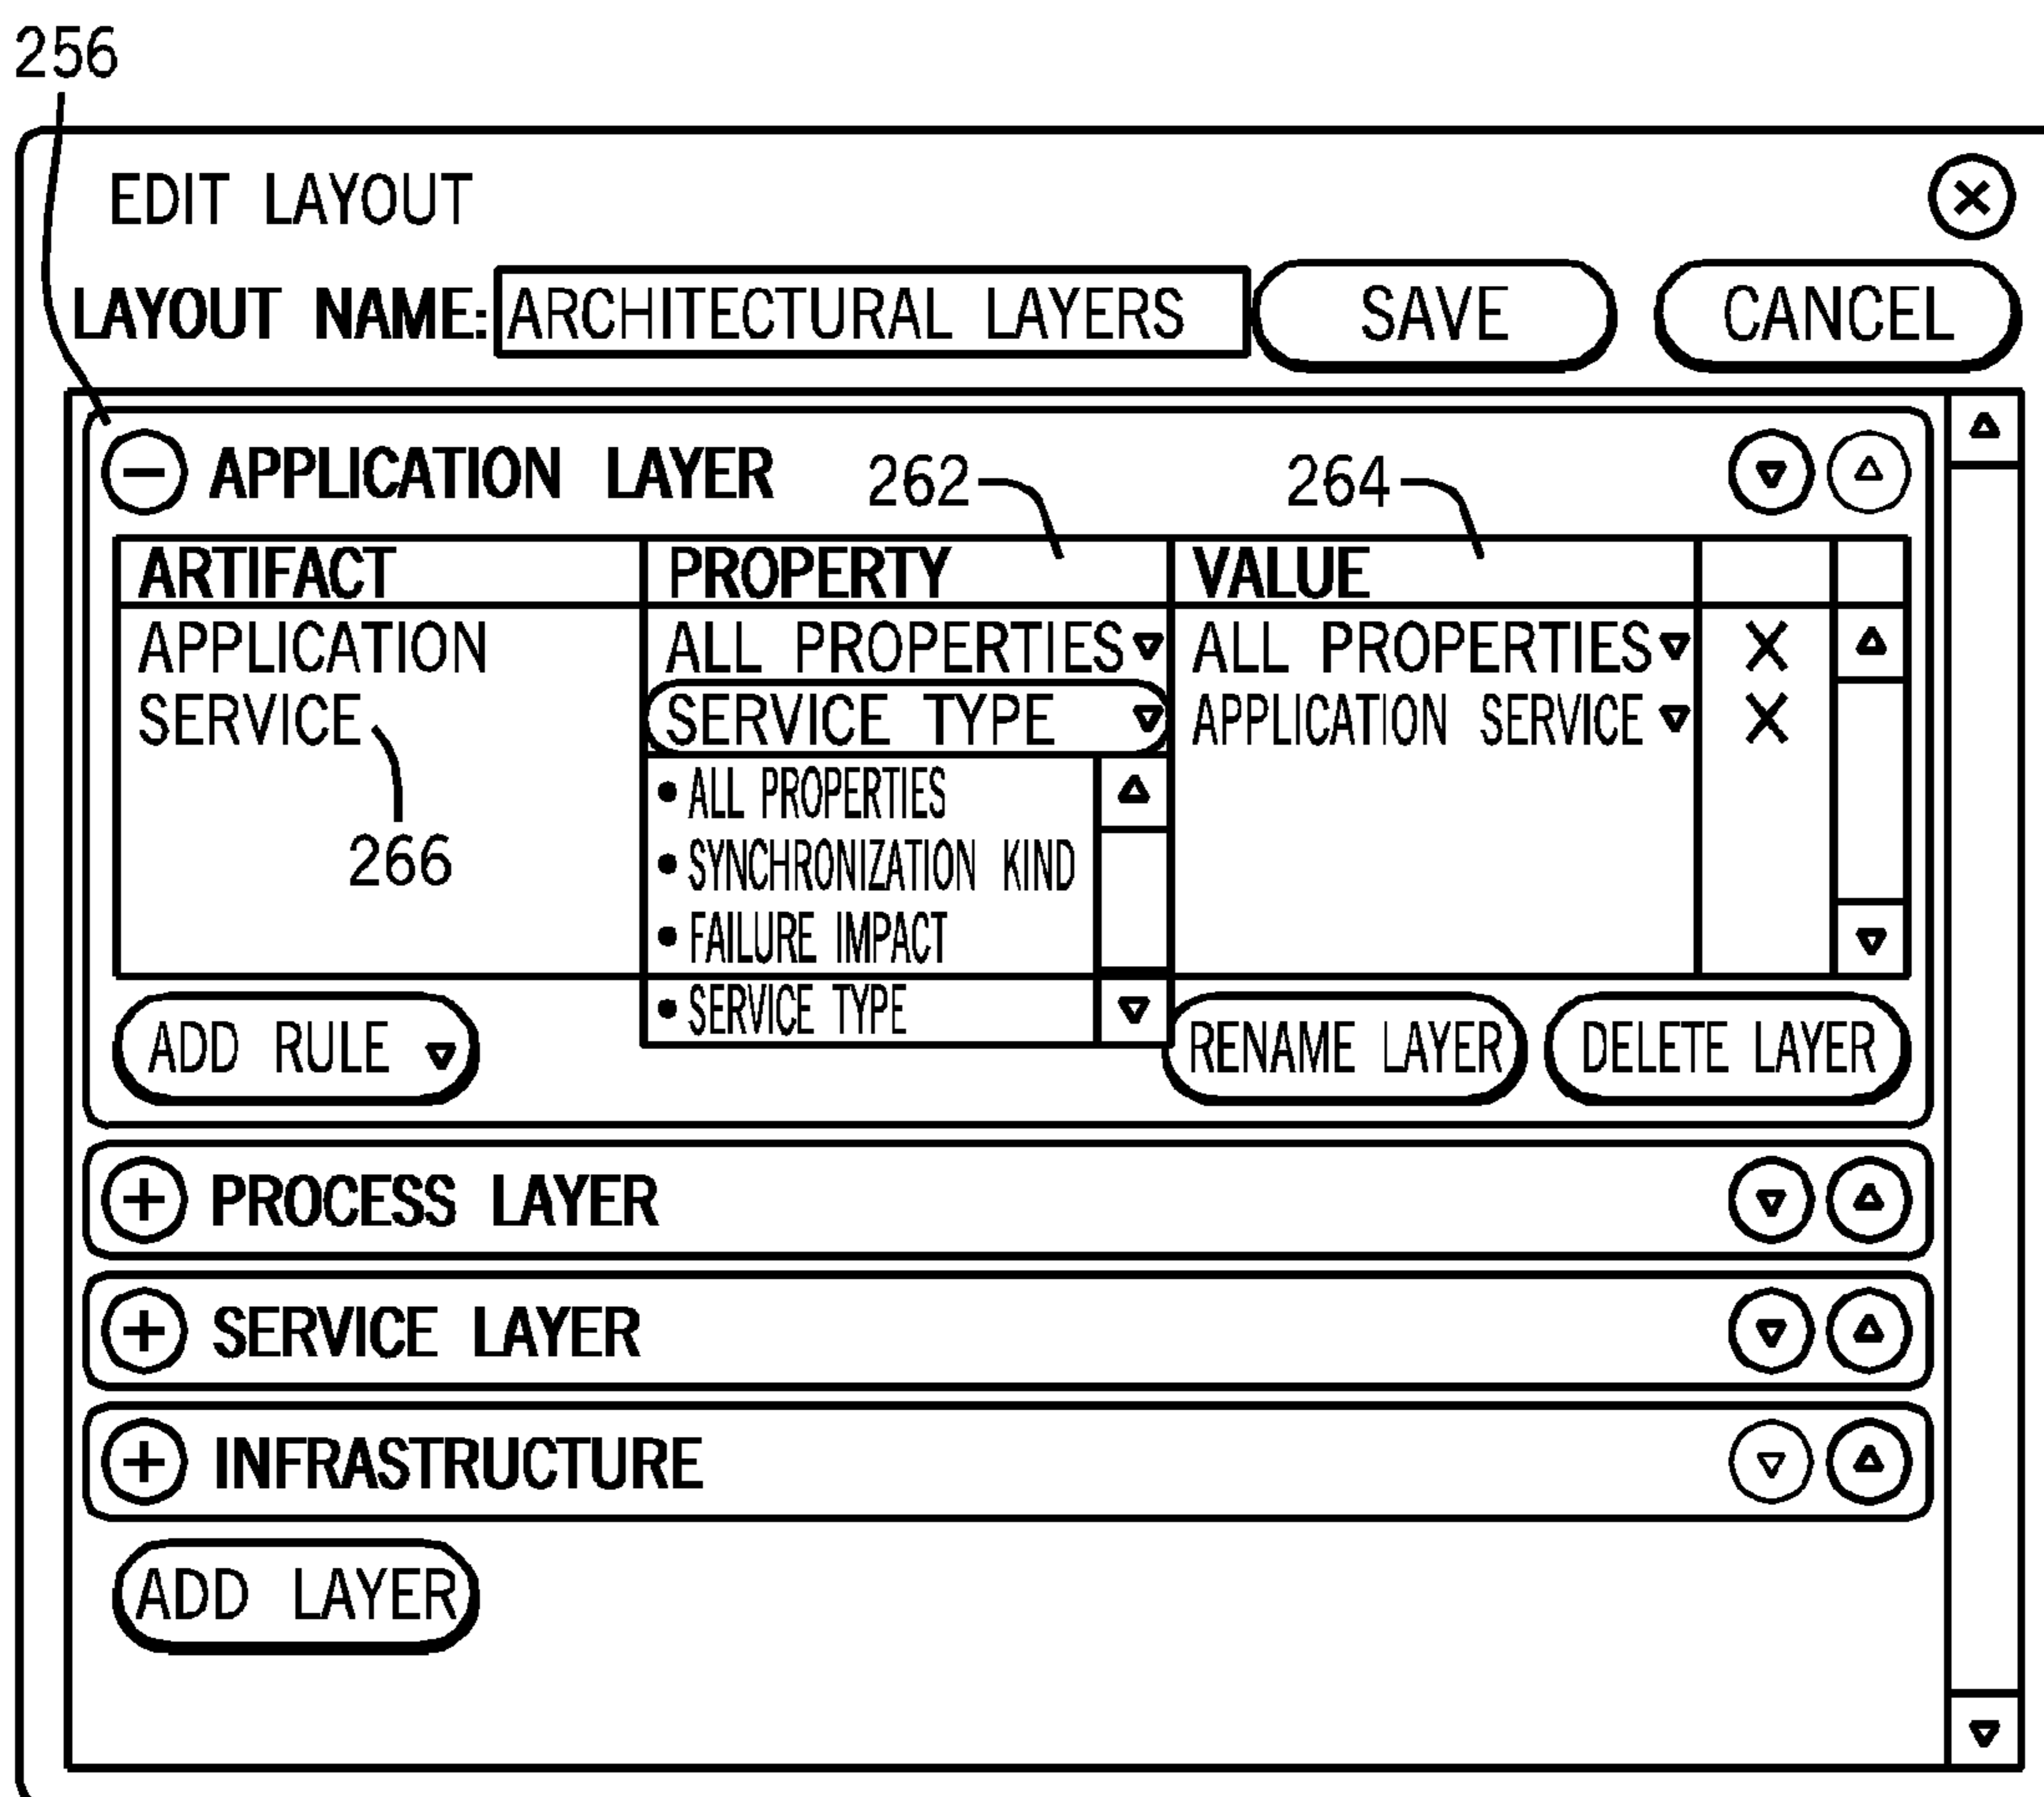 256
EDIT LAYOUT
LAYOUT NAME: ARCHITECTURAL LAYERS SAVE CANCEL
APPLICATION LAYER 262 264
ARTIFACT PROPERTY VALUE
APPLICATION ALL PROPERTIES ALL PROPERTIES X
SERVICE SERVICE TYPE APPLICATION SERVICE X
• ALL PROPERTIES
266 • SYNCHRONIZATION KIND
• FAILURE IMPACT
• SERVICE TYPE
ADD RULE RENAME LAYER DELETE LAYER
PROCESS LAYER
SERVICE LAYER
INFRASTRUCTURE
ADD LAYER